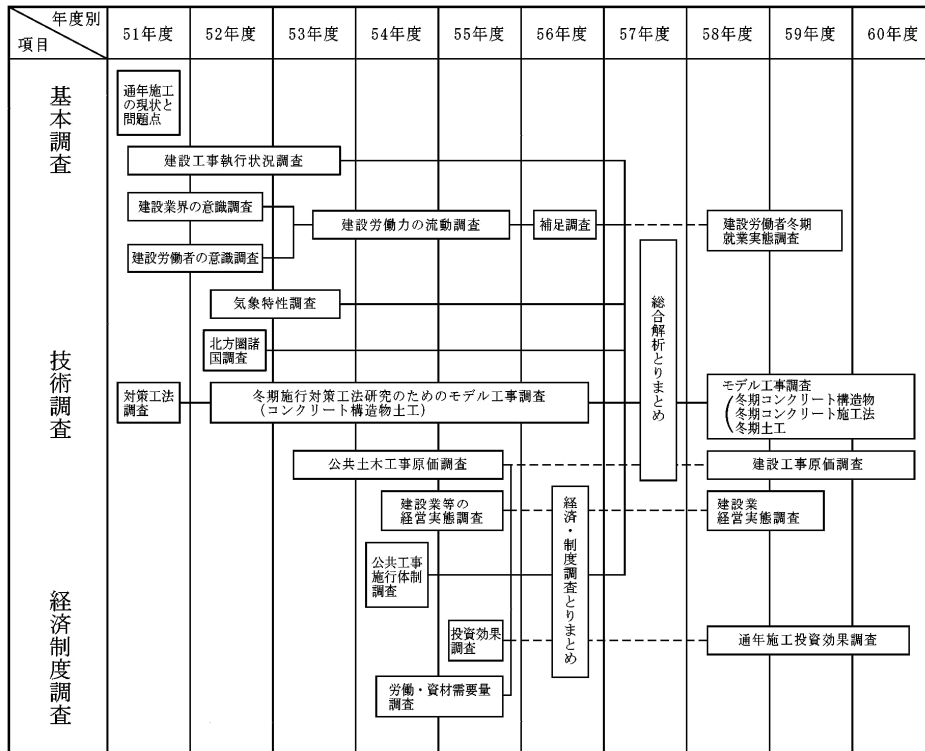 年度別
項目
51年度
52年度
53年度
54年度
55年度
56年度
57年度
58年度
59年度
60年度
基本調査
通年施工
の現状と
問題点
建設工事執行状況調査
建設業界の意識調査
建設労働力の流動調査
補足調査
建設労働者冬期
就業実態調査
建設労働者の意識調査
総合解析とりまとめ
技術調査
気象特性調査
北方圏諸
国調査
対策工法
調査
冬期施行対策工法研究のためのモデル工事調査
(コンクリート構造物土工)
モデル工事調査
冬期コンクリート構造物
冬期コンクリート施工法
冬期土工
公共土木工事原価調査
建設工事原価調査
経済制度調査
建設業等の
経営実態調査
建設業
経営実態調査
経済・制度調査とりまとめ
公共工事
施行体制
調査
投資効果
調査
通年施工投資効果調査
労働・資材需要量
調査